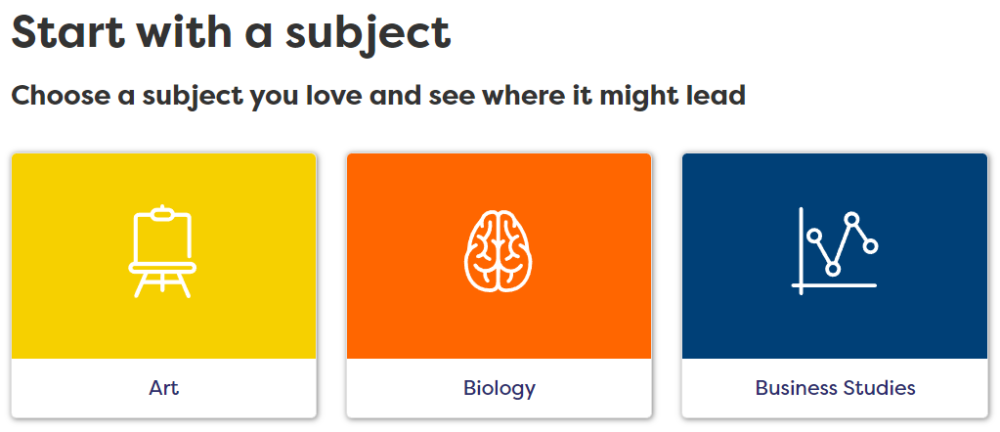 Start with a subject
Choose a subject you love and see where it might lead
Art
Biology
Business Studies